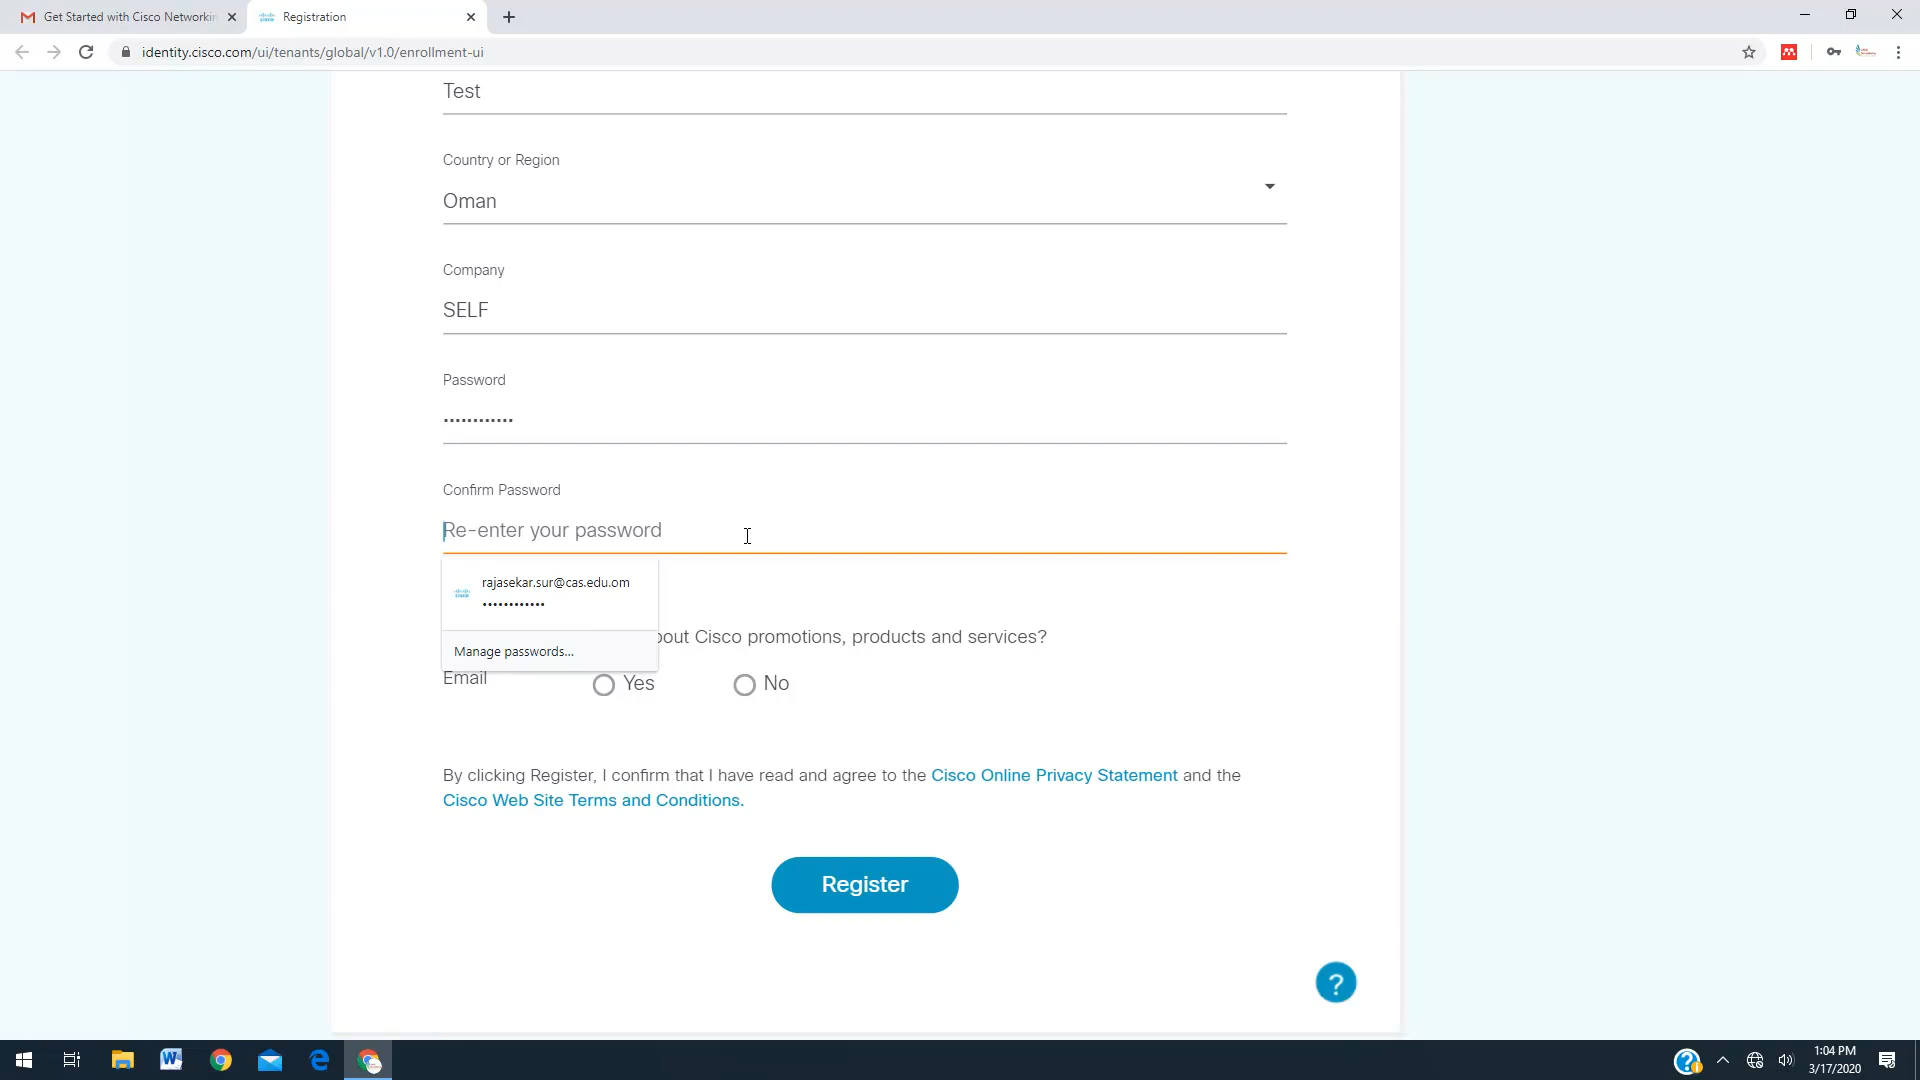 Get Started with Cisco Networkin
Registration
identity.cisco.com/ui/tenants/global/v1.0/enrollment-ui
Test
Country or Region
Oman
Company
SELF
Password
••••••••••••
Confirm Password
Re-enter your password
rajasekar.sur@cas.edu.om
••••••••••••
Manage passwords...
out Cisco promotions, products and services?
Email
Yes
No
By clicking Register, I confirm that I have read and agree to the Cisco Online Privacy Statement and the
Cisco Web Site Terms and Conditions.
Register
?
1:04 PM
3/17/2020